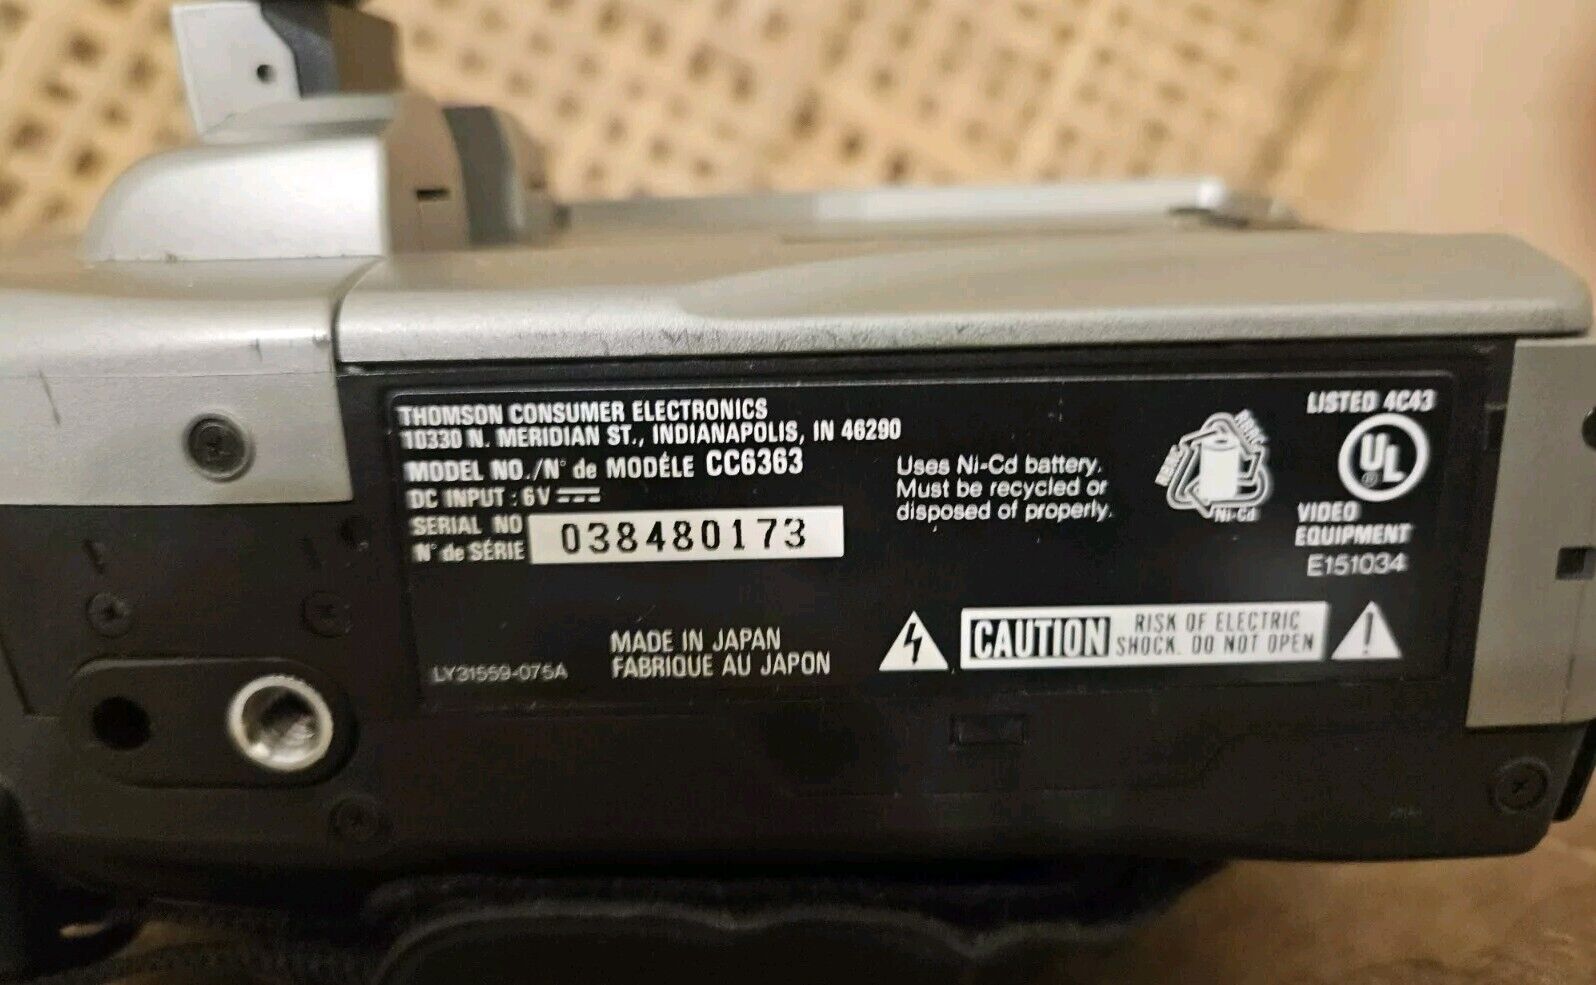 THOMSON CONSUMER ELECTRONICS
10330 N. MERIDIAN ST., INDIANAPOLIS, IN 46290
MODEL NO./N° de MODÈLE CC6363
DC INPUT : 6V
SERIAL NO
N° de SÉRIE
038480173
MADE IN JAPAN
FABRIQUE AU JAPON
LY31559-075A
Uses Ni-Cd battery.
Must be recycled or
disposed of properly.
RBRC
RBRC
Ni-Cd
LISTED 4C43
UL
®
VIDEO
EQUIPMENT
E151034
CAUTION
RISK OF ELECTRIC
SHOCK. DO NOT OPEN
!